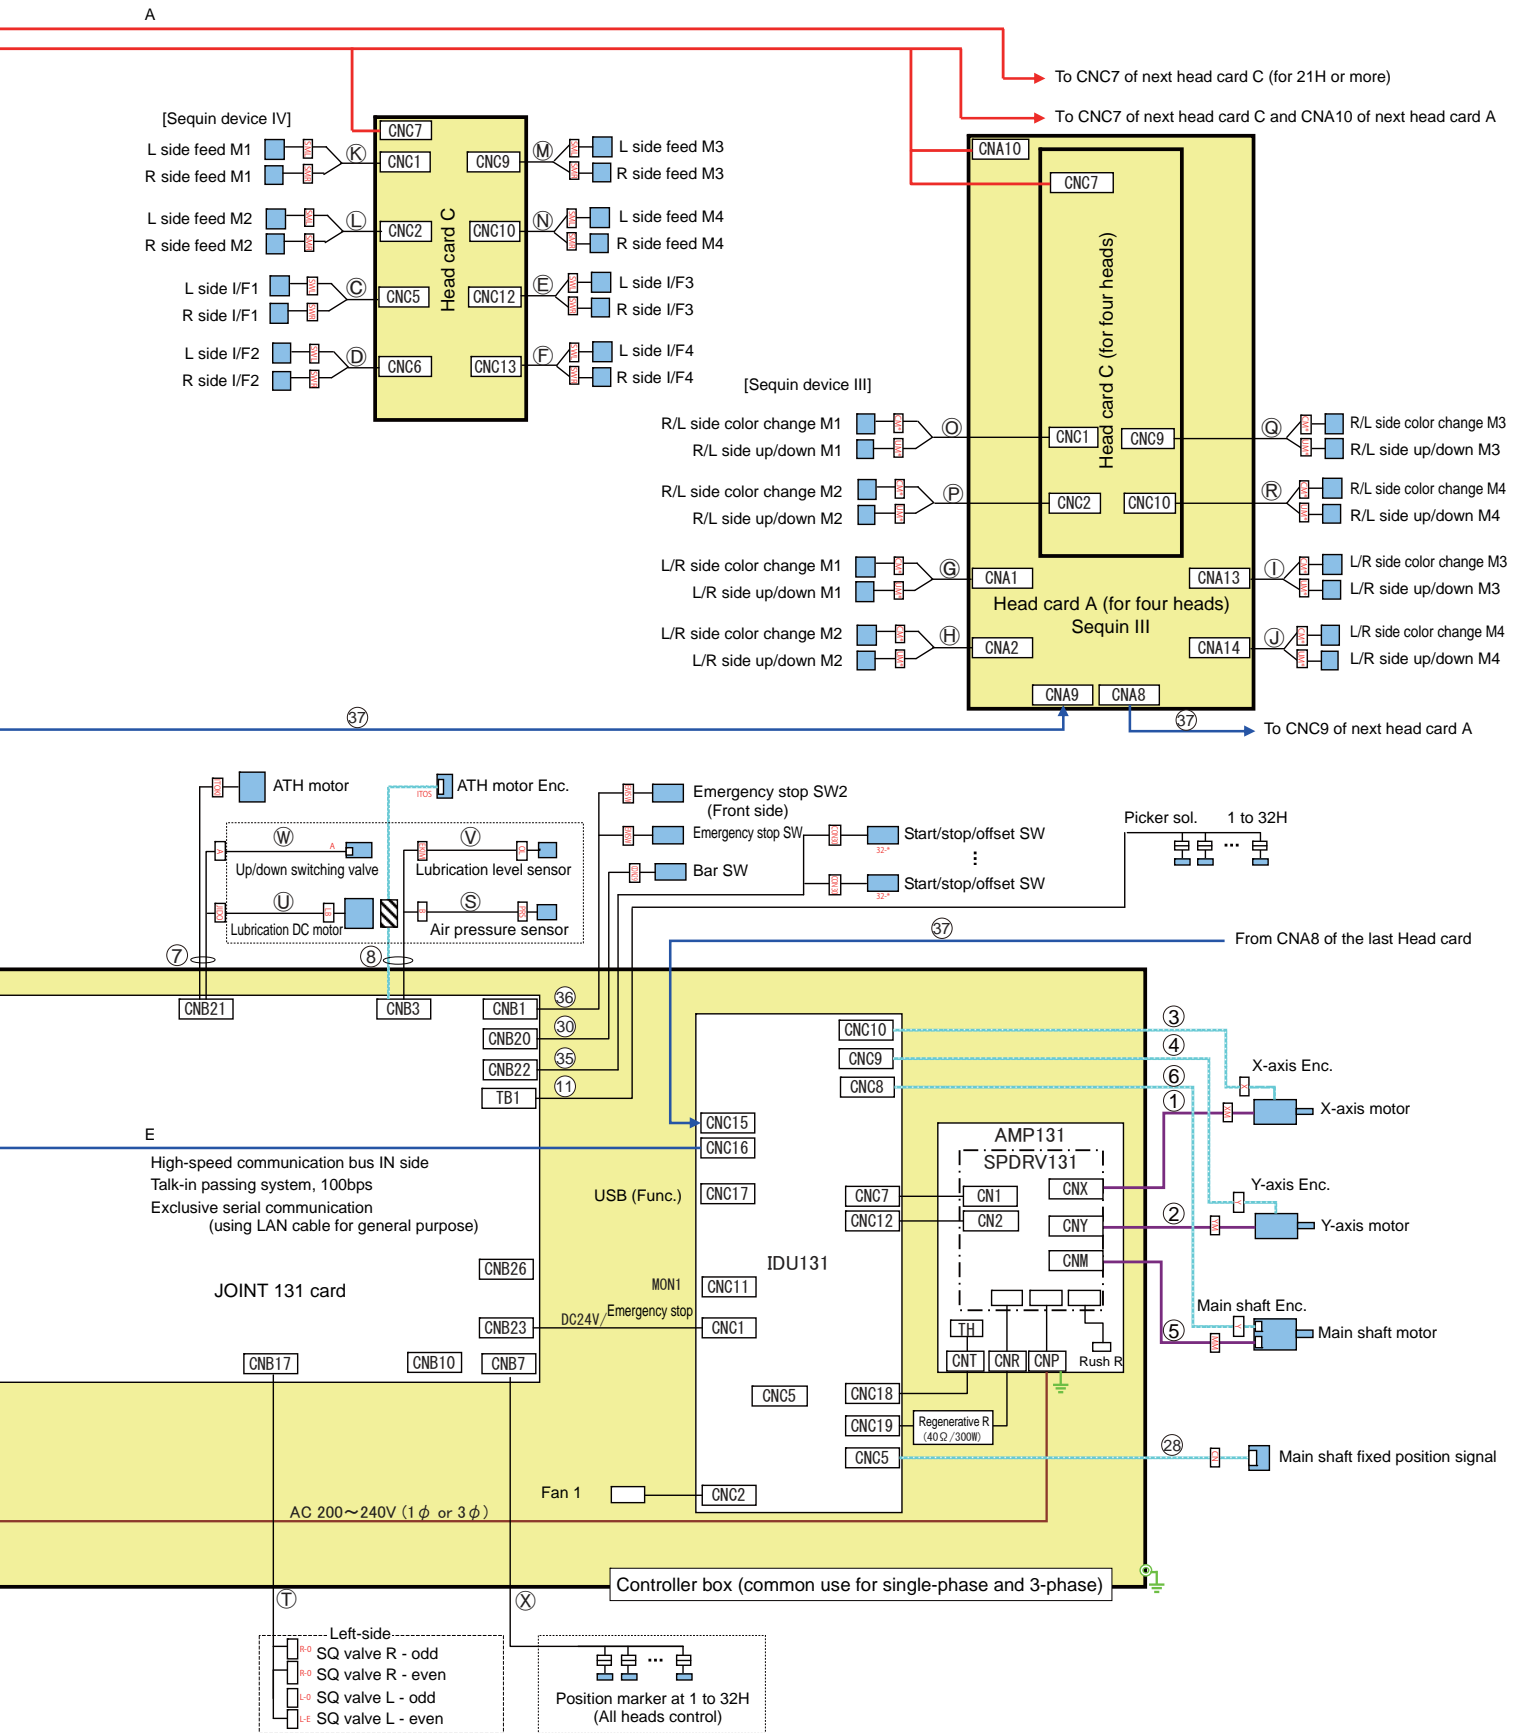 A
To CNC7 of next head card C (for 21H or more)
To CNC7 of next head card C and CNA10 of next head card A
[Sequin device IV]
CNC7
L side feed M1
R side feed M1
K
CNC1
CNC9
M
L side feed M3
R side feed M3
L side feed M2
R side feed M2
L
CNC2
CNC10
N
L side feed M4
R side feed M4
Head card C
L side I/F1
R side I/F1
C
CNC5
CNC12
E
L side I/F3
R side I/F3
L side I/F2
R side I/F2
D
CNC6
CNC13
F
L side I/F4
R side I/F4
CNA10
CNC7
Head card C (for four heads)
[Sequin device III]
R/L side color change M1
R/L side up/down M1
O
CNC1
CNC9
Q
R/L side color change M3
R/L side up/down M3
R/L side color change M2
R/L side up/down M2
P
CNC2
CNC10
R
R/L side color change M4
R/L side up/down M4
L/R side color change M1
L/R side up/down M1
G
CNA1
CNA13
I
L/R side color change M3
L/R side up/down M3
Head card A (for four heads)
Sequin III
L/R side color change M2
L/R side up/down M2
H
CNA2
CNA14
J
L/R side color change M4
L/R side up/down M4
CNA9
CNA8
37
37
To CNC9 of next head card A
ATH motor
ITOS
ATH motor Enc.
W
A
A
Up/down switching valve
V
Lubrication level sensor
U
LB
Lubrication DC motor
S
Air pressure sensor
7
8
Emergency stop SW2
(Front side)
Emergency stop SW
Bar SW
Start/stop/offset SW
32-*
⋮
Start/stop/offset SW
32-*
Picker sol.
1 to 32H
...
37
From CNA8 of the last Head card
CNB21
CNB3
CNB1
36
CNB20
30
CNB22
35
TB1
11
CNC10
3
CNC9
4
CNC8
6
1
X-axis Enc.
X
XM
X-axis motor
CNC15
CNC16
E
High-speed communication bus IN side
Talk-in passing system, 100bps
Exclusive serial communication
(using LAN cable for general purpose)
USB (Func.)
CNC17
AMP131
SPDRV131
CNC7
CN1
CNX
CNC12
CN2
CNY
CNM
2
Y-axis Enc.
Y
YM
Y-axis motor
IDU131
JOINT 131 card
CNB26
MON1
CNC11
CNB23
DC24V/Emergency stop
CNC1
5
Main shaft Enc.
Y
MM
Main shaft motor
TH
CNT
CNR
CNP
Rush R
CNB17
CNB10
CNB7
CNC5
CNC18
CNC19
Regenerative R
(40Ω/300W)
CNC5
28
CN
Main shaft fixed position signal
Fan 1
CNC2
AC 200～240V (1φ or 3φ)
Controller box (common use for single-phase and 3-phase)
T
X
Left-side
R-O
SQ valve R - odd
R-O
SQ valve R - even
L-O
SQ valve L - odd
L-E
SQ valve L - even
...
Position marker at 1 to 32H
(All heads control)